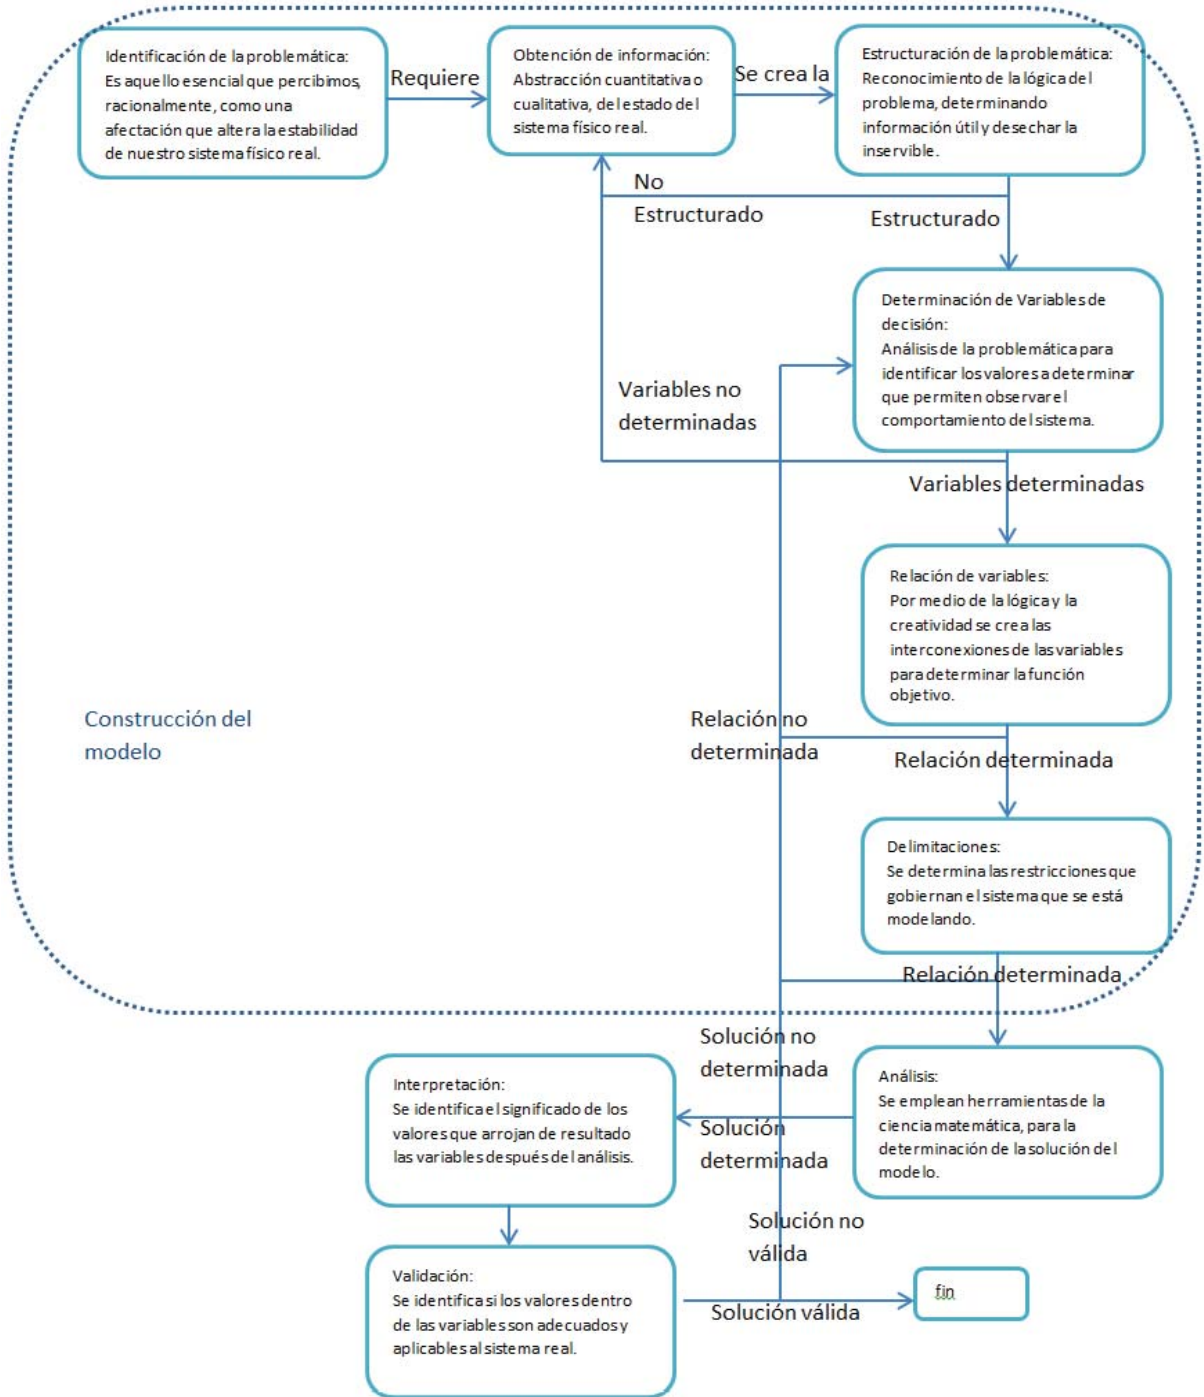 Identificación de la problemática:
Es aquello esencial que percibimos,
racionalmente, como una
afectación que altera la estabilidad
de nuestro sistema físico real.
Requiere
Obtención de información:
Abstracción cuantitativa o
cualitativa, del estado del
sistema físico real.
Se crea la
Estructuración de la problemática:
Reconocimiento de la lógica del
problema, determinando
información útil y desechar la
inservible.
No
Estructurado
Estructurado
Determinación de Variables de
decisión:
Análisis de la problemática para
identificar los valores a determinar
que permiten observar el
comportamiento del sistema.
Variables no
determinadas
Variables determinadas
Relación de variables:
Por medio de la lógica y la
creatividad se crea las
interconexiones de las variables
para determinar la función
objetivo.
Construcción del
modelo
Relación no
determinada
Relación determinada
Delimitaciones:
Se determina las restricciones que
gobiernan el sistema que se está
modelando.
Relación determinada
Solución no
determinada
Análisis:
Se emplean herramientas de la
ciencia matemática, para la
determinación de la solución del
modelo.
Solución
determinada
Interpretación:
Se identifica el significado de los
valores que arrojan de resultado
las variables después del análisis.
Solución no
válida
Validación:
Se identifica si los valores dentro
de las variables son adecuados y
aplicables al sistema real.
Solución válida
fin